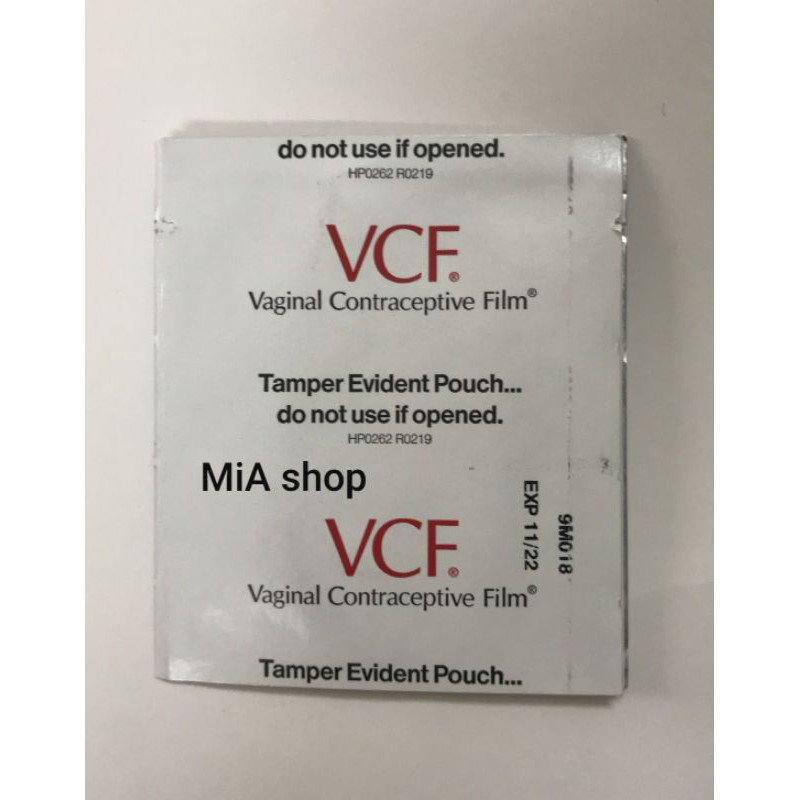 do not use if opened.
HP0262 R0219
VCF®
Vaginal Contraceptive Film®
Tamper Evident Pouch...
do not use if opened.
HP0262 R0219
MiA shop
VCF®
Vaginal Contraceptive Film®
EXP 11/22
9M018
Tamper Evident Pouch...